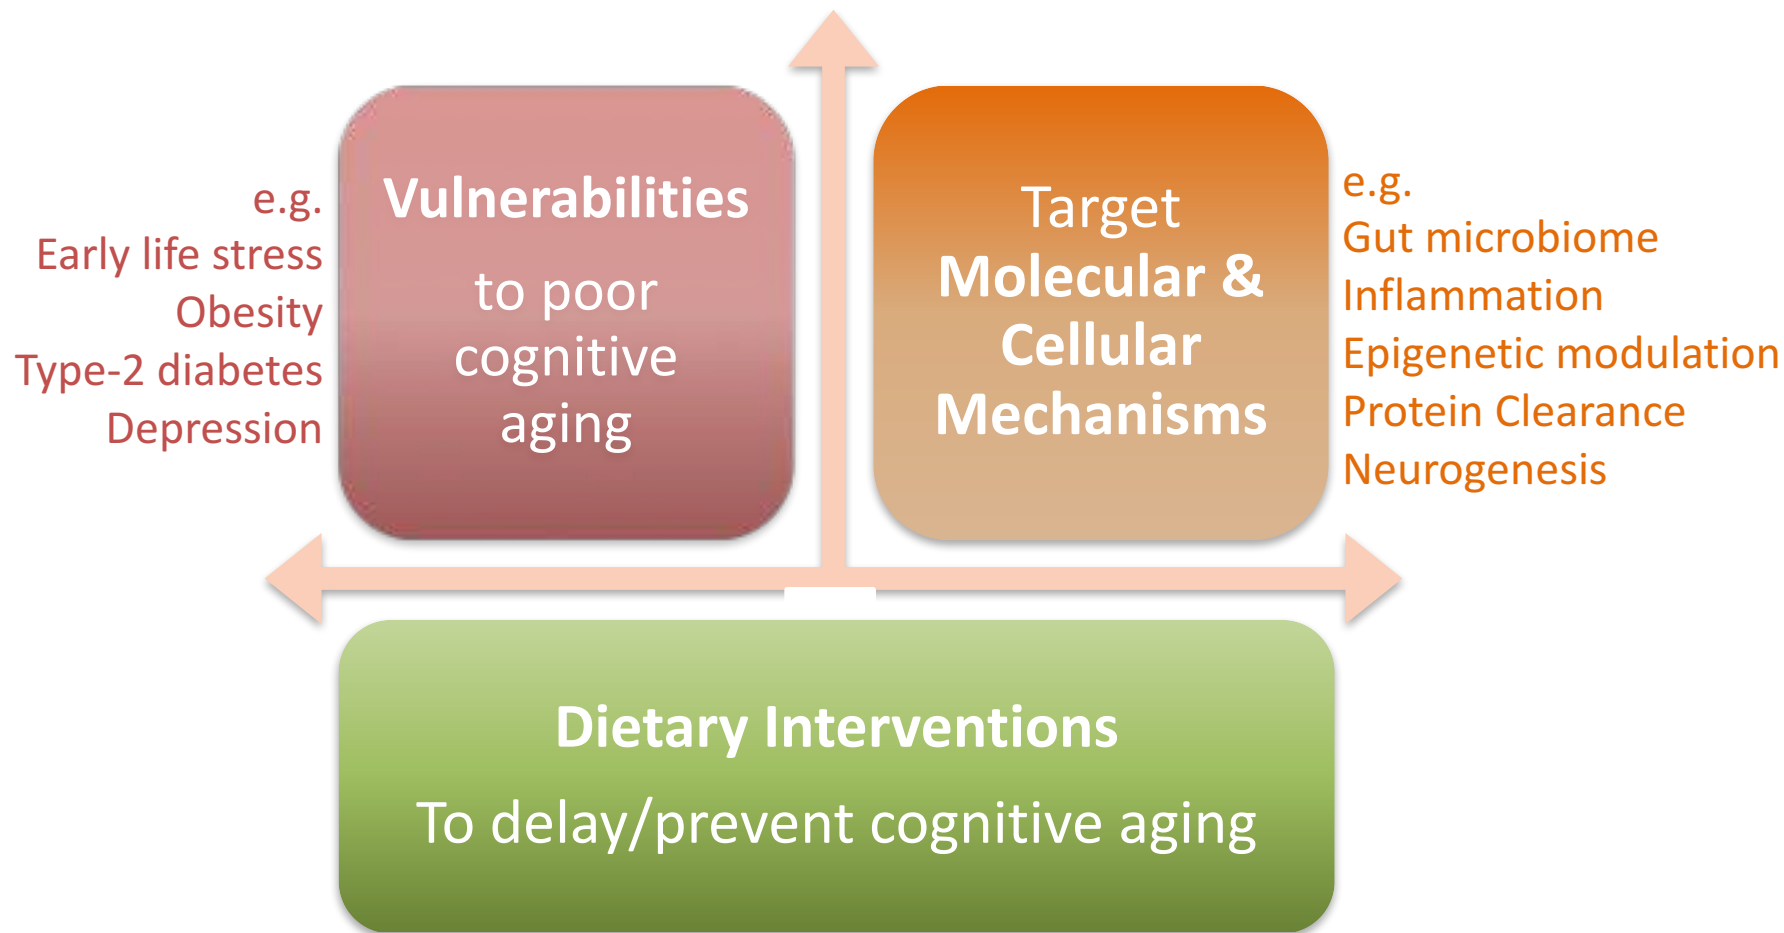 e.g.
Early life stress
Obesity
Type-2 diabetes
Depression
Vulnerabilities
to poor
cognitive
aging
Target
Molecular &
Cellular
Mechanisms
e.g.
Gut microbiome
Inflammation
Epigenetic modulation
Protein Clearance
Neurogenesis
Dietary Interventions
To delay/prevent cognitive aging